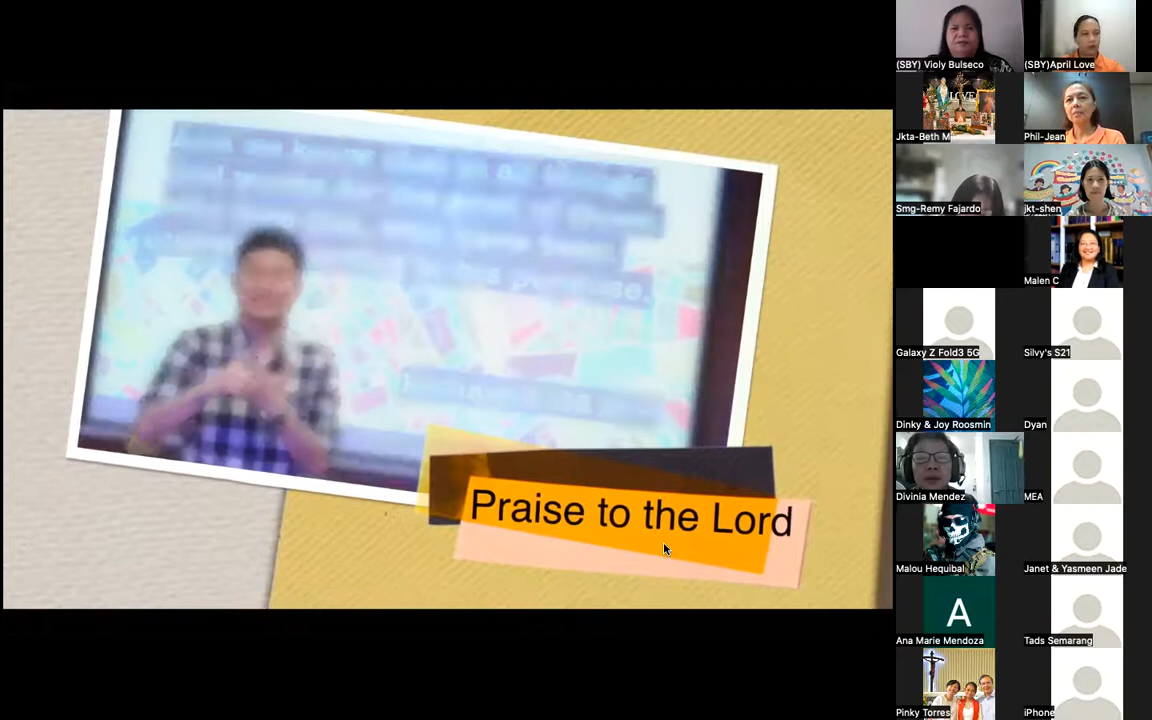 Praise to the Lord
(SBY) Violy Bulseco
(SBY)April Love
LOVE
Jkta-Beth M
Phil-Jean
Smg-Remy Fajardo
jkt-shen
Malen C
Galaxy Z Fold3 5G
Silvy's S21
Dinky & Joy Roosmin
Dyan
Divinia Mendez
MEA
Malou Hequibal
Janet & Yasmeen Jade
A
Ana Marie Mendoza
Tads Semarang
Pinky Torres
iPhone